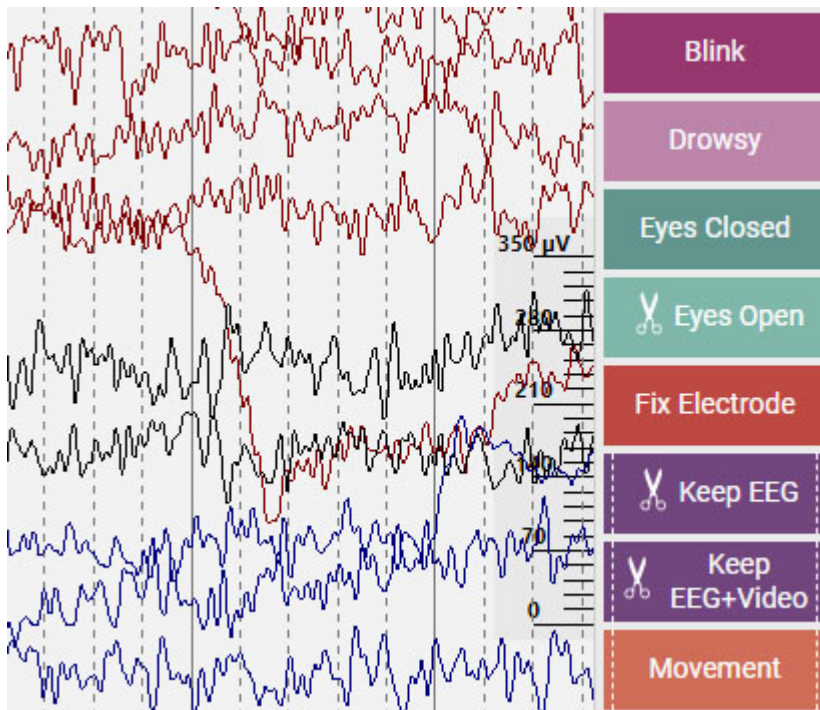 Blink
Drowsy
Eyes Closed
350 µV
280
Eyes Open
210
Fix Electrode
140
Keep EEG
70
Keep
EEG+Video
0
Movement